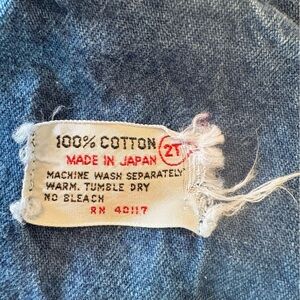 100% COTTON
2T
MADE IN JAPAN
MACHINE WASH SEPARATELY
WARM. TUMBLE DRY
NO BLEACH
RN 40117